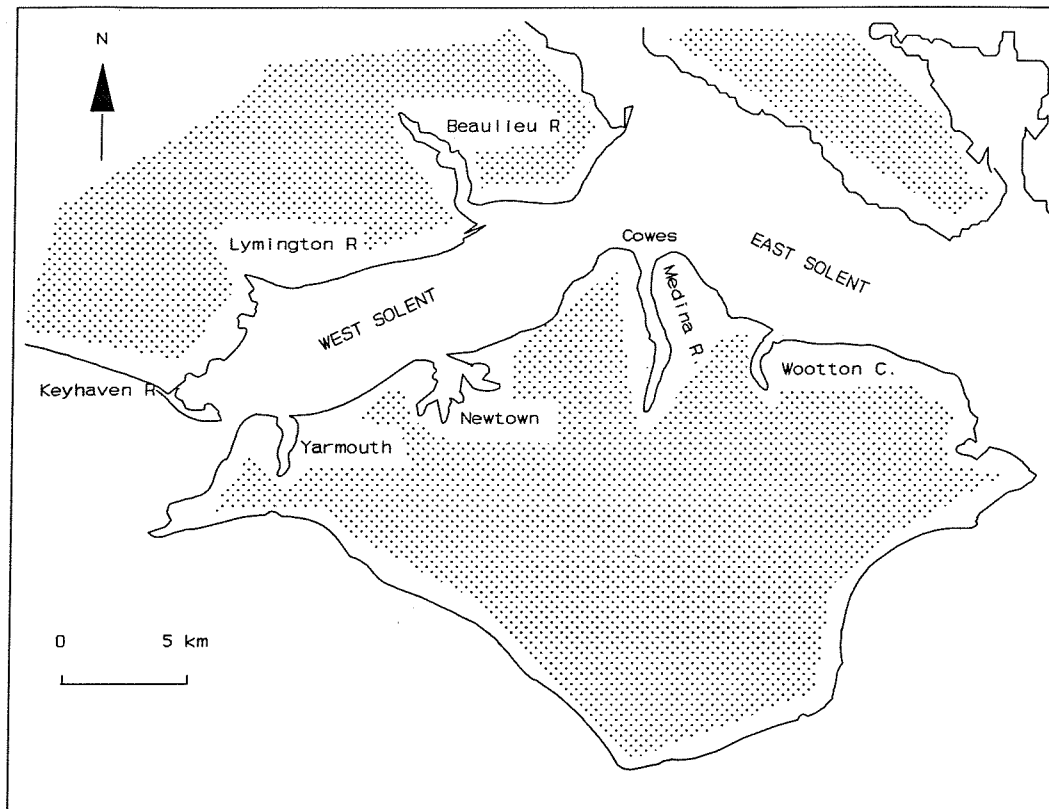 N
Beaulieu R
Lymington R
Cowes
EAST SOLENT
WEST SOLENT
Medina R
Keyhaven R
Wootton C.
Newtown
Yarmouth
0 5 km